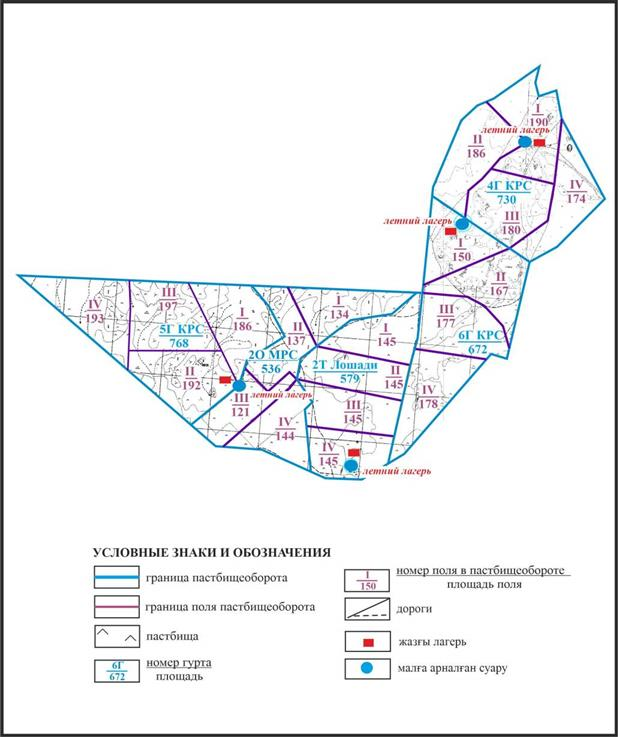 I
190
летний лагерь
II
186
4Г КРС
730
IV
174
III
180
летний лагерь
I
150
II
167
III
197
IV
193
I
186
I
134
III
177
5Г КРС
768
II
137
I
145
6Г КРС
672
2О МРС
536
2Т Лошади
579
II
192
II
145
IV
178
летний лагерь
III
121
III
145
IV
144
IV
145
летний лагерь
УСЛОВНЫЕ ЗНАКИ И ОБОЗНАЧЕНИЯ
граница пастбищеоборота
граница поля пастбищеоборота
пастбища
6Г
672
номер гурта
площадь
I
150
номер поля в пастбищеобороте
площадь поля
дороги
жазғы лагерь
малға арналған суару